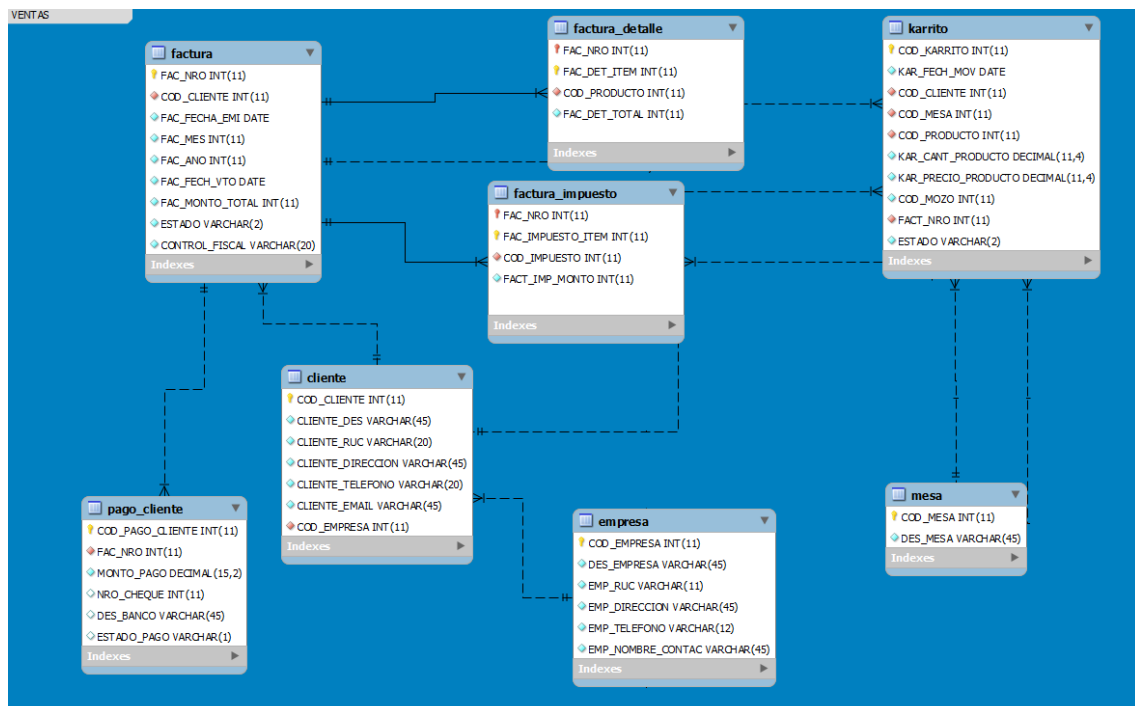 VENTAS
factura
FAC_NRO INT(11)
COD_CLIENTE INT(11)
FAC_FECHA_EMI DATE
FAC_MES INT(11)
FAC_ANO INT(11)
FAC_FECH_VTO DATE
FAC_MONTO_TOTAL INT(11)
ESTADO VARCHAR(2)
CONTROL_FISCAL VARCHAR(20)
Indexes
factura_detalle
FAC_NRO INT(11)
FAC_DET_ITEM INT(11)
COD_PRODUCTO INT(11)
FAC_DET_TOTAL INT(11)
Indexes
karrito
COD_KARRITO INT(11)
KAR_FECH_MOV DATE
COD_CLIENTE INT(11)
COD_MESA INT(11)
COD_PRODUCTO INT(11)
KAR_CANT_PRODUCTO DECIMAL(11,4)
KAR_PRECIO_PRODUCTO DECIMAL(11,4)
COD_MOZO INT(11)
FACT_NRO INT(11)
ESTADO VARCHAR(2)
Indexes
factura_impuesto
FAC_NRO INT(11)
FAC_IMPUESTO_ITEM INT(11)
COD_IMPUESTO INT(11)
FACT_IMP_MONTO INT(11)
Indexes
cliente
COD_CLIENTE INT(11)
CLIENTE_DES VARCHAR(45)
CLIENTE_RUC VARCHAR(20)
CLIENTE_DIRECCION VARCHAR(45)
CLIENTE_TELEFONO VARCHAR(20)
CLIENTE_EMAIL VARCHAR(45)
COD_EMPRESA INT(11)
Indexes
pago_cliente
COD_PAGO_CLIENTE INT(11)
FAC_NRO INT(11)
MONTO_PAGO DECIMAL(15,2)
NRO_CHEQUE INT(11)
DES_BANCO VARCHAR(45)
ESTADO_PAGO VARCHAR(1)
Indexes
empresa
COD_EMPRESA INT(11)
DES_EMPRESA VARCHAR(45)
EMP_RUC VARCHAR(11)
EMP_DIRECCION VARCHAR(45)
EMP_TELEFONO VARCHAR(12)
EMP_NOMBRE_CONTAC VARCHAR(45)
Indexes
mesa
COD_MESA INT(11)
DES_MESA VARCHAR(45)
Indexes